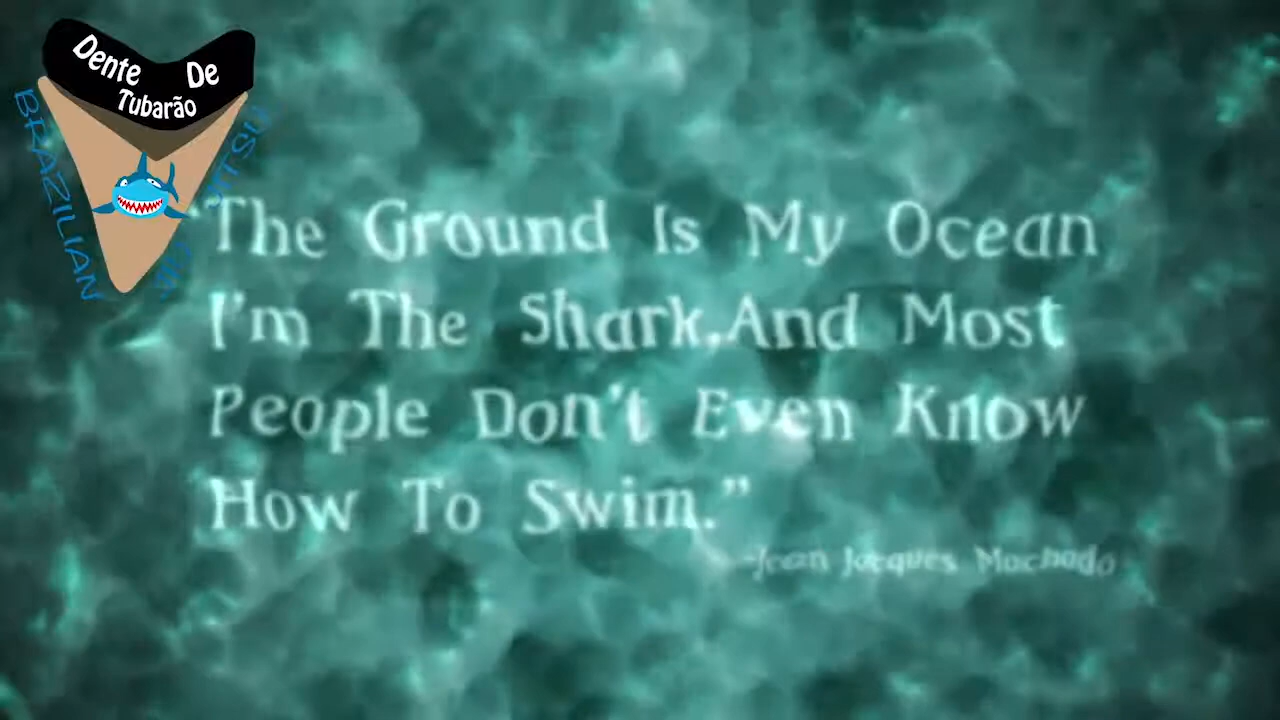 Dente De
Tubarão
BRAZILIAN
JITSU
"The Ground Is My Ocean
I'm The Shark.And Most
People Don't Even Know
How To Swim."
-Jean Jacques Machado